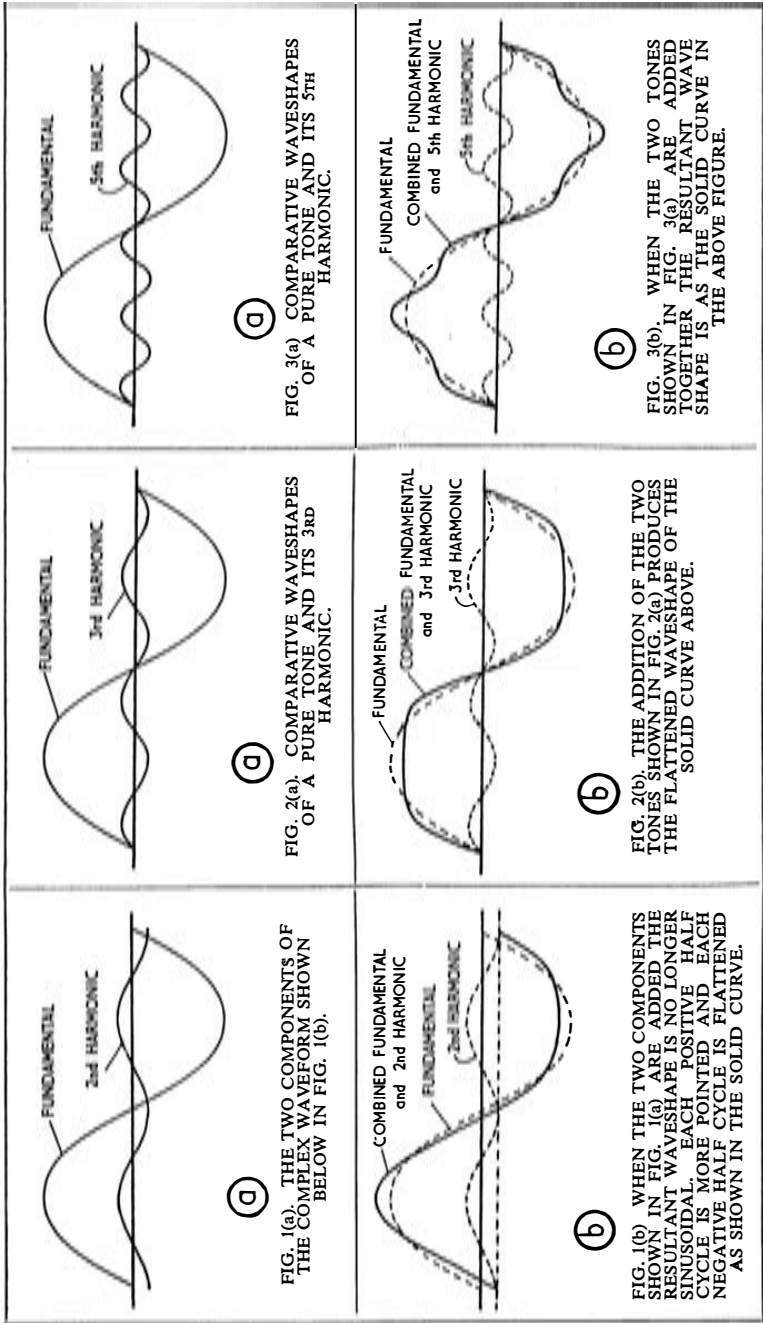 FUNDAMENTAL
2nd HARMONIC
a
FIG. 1(a). THE TWO COMPONENTS OF
THE COMPLEX WAVEFORM SHOWN
BELOW IN FIG. 1(b).
FUNDAMENTAL
3rd HARMONIC
a
FIG. 2(a). COMPARATIVE WAVESHAPES
OF A PURE TONE AND ITS 3RD
HARMONIC.
FUNDAMENTAL
5th HARMONIC
a
FIG. 3(a) COMPARATIVE WAVESHAPES
OF A PURE TONE AND ITS 5TH
HARMONIC.
COMBINED FUNDAMENTAL
and 2nd HARMONIC
FUNDAMENTAL
2nd HARMONIC
b
FIG. 1(b) WHEN THE TWO COMPONENTS
SHOWN IN FIG. 1(a) ARE ADDED THE
RESULTANT WAVESHAPE IS NO LONGER
SINUSOIDAL. EACH POSITIVE HALF
CYCLE IS MORE POINTED AND EACH
NEGATIVE HALF CYCLE IS FLATTENED
AS SHOWN IN THE SOLID CURVE.
FUNDAMENTAL
COMBINED FUNDAMENTAL
and 3rd HARMONIC
3rd HARMONIC
b
FIG. 2(b). THE ADDITION OF THE TWO
TONES SHOWN IN FIG. 2(a) PRODUCES
THE FLATTENED WAVESHAPE OF THE
SOLID CURVE ABOVE.
FUNDAMENTAL
COMBINED FUNDAMENTAL
and 5th HARMONIC
5th HARMONIC
b
FIG. 3(b). WHEN THE TWO TONES
SHOWN IN FIG. 3(a) ARE ADDED
TOGETHER THE RESULTANT WAVE
SHAPE IS AS THE SOLID CURVE IN
THE ABOVE FIGURE.